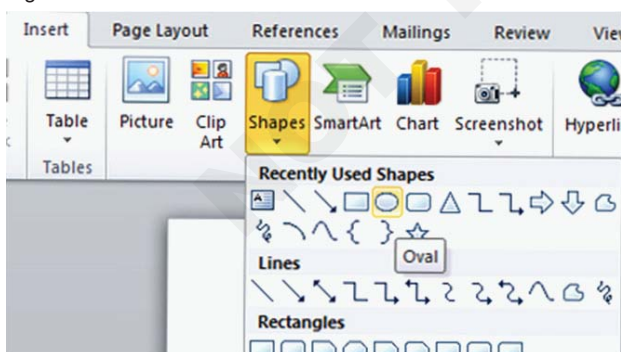 Insert Page Layout References Mailings Review
Table Picture Clip Art Shapes SmartArt Chart Screenshot
Tables
Recently Used Shapes
Oval
Lines
Rectangles